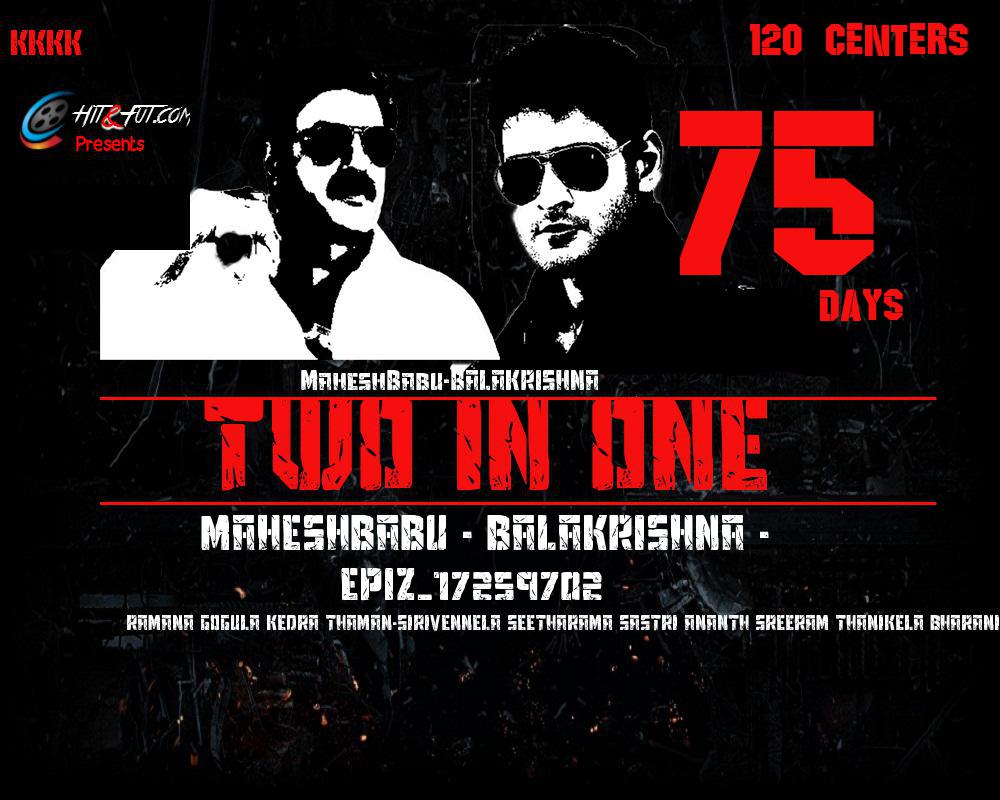 KKKK
120 CENTERS
HIT&FUT.COM
Presents
75
DAYS
MAHESHBABU-BALAKRISHNA
TWO IN ONE
MAHESHBABU - BALAKRISHNA -
EPIZ_17259702
RAMANA GOGULA KEDRA THAMAN-SIRIVENNELA SEETHARAMA SASTRI ANANTH SREERAM THANIKELA BHARANI